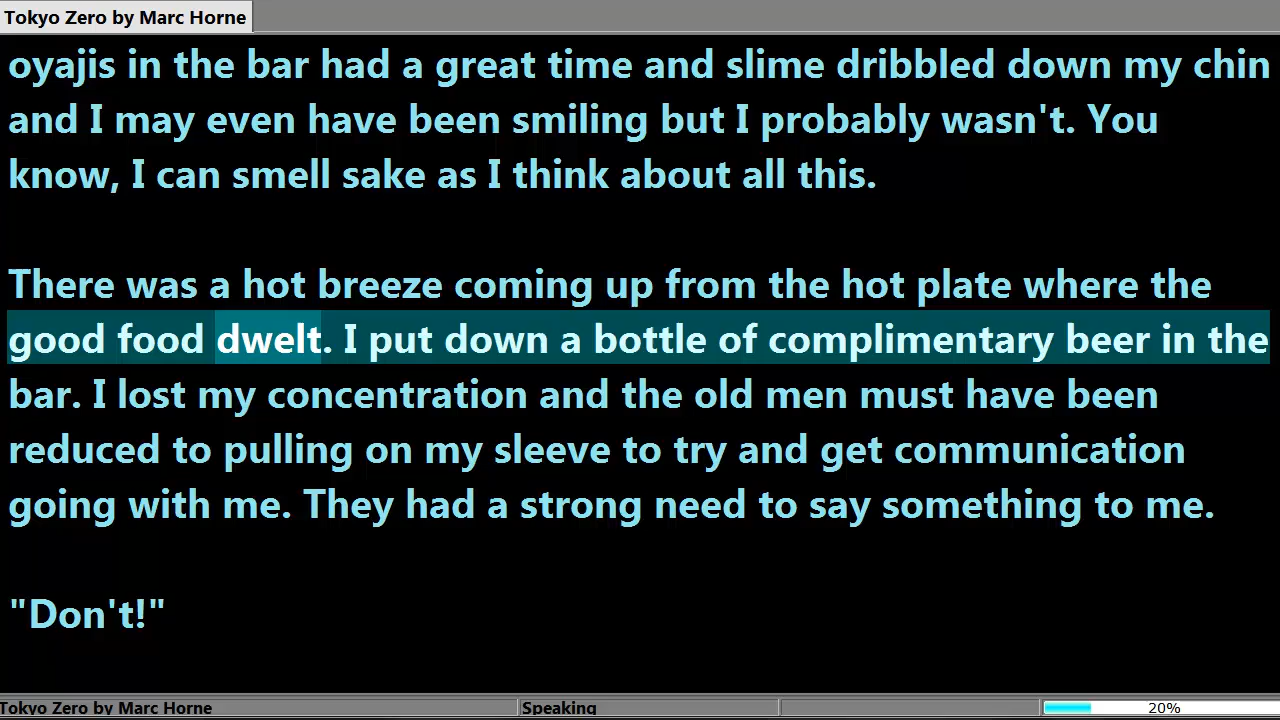 Tokyo Zero by Marc Horne
oyajis in the bar had a great time and slime dribbled down my chin
and I may even have been smiling but I probably wasn't. You
know, I can smell sake as I think about all this.
There was a hot breeze coming up from the hot plate where the
good food dwelt. I put down a bottle of complimentary beer in the
bar. I lost my concentration and the old men must have been
reduced to pulling on my sleeve to try and get communication
going with me. They had a strong need to say something to me.
"Don't!"
Tokyo Zero by Marc Horne Speaking 20%